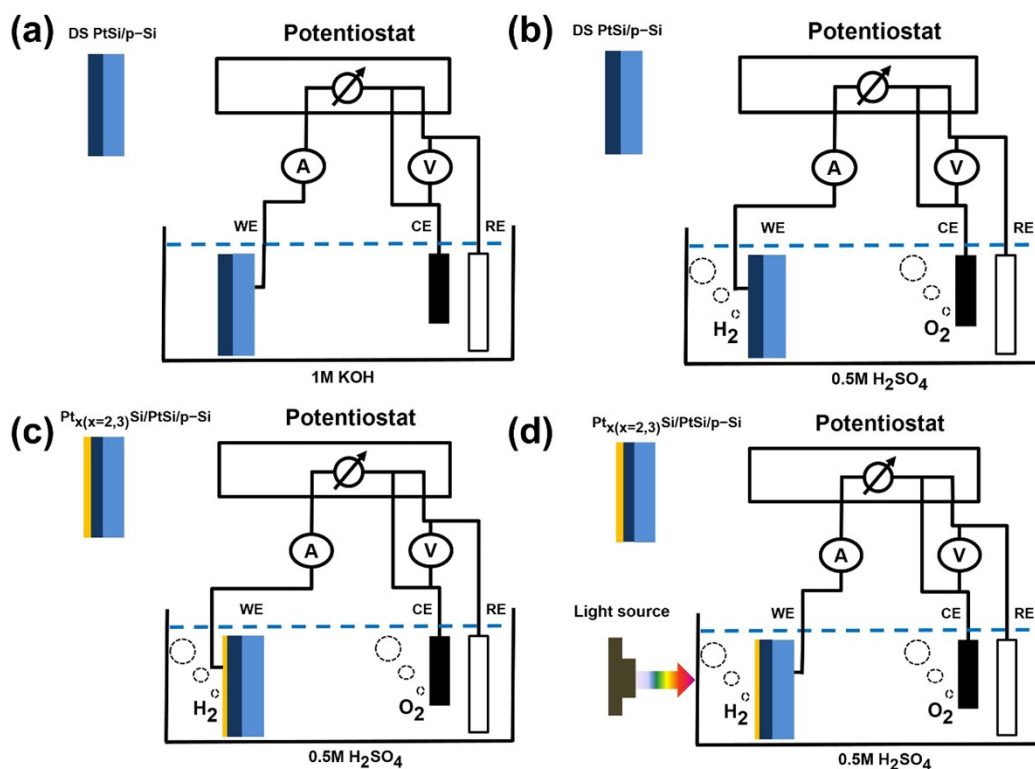 (a)
DS PtSi/p−Si
Potentiostat
A
V
WE
CE
RE
1M KOH
(b)
DS PtSi/p−Si
Potentiostat
A
V
WE
CE
RE
H₂
O₂
0.5M H₂SO₄
(c)
Ptₓ₍ₓ₌₂,₃₎Si/PtSi/p−Si
Potentiostat
A
V
WE
CE
RE
H₂
O₂
0.5M H₂SO₄
(d)
Ptₓ₍ₓ₌₂,₃₎Si/PtSi/p−Si
Potentiostat
A
V
Light source
WE
CE
RE
H₂
O₂
0.5M H₂SO₄